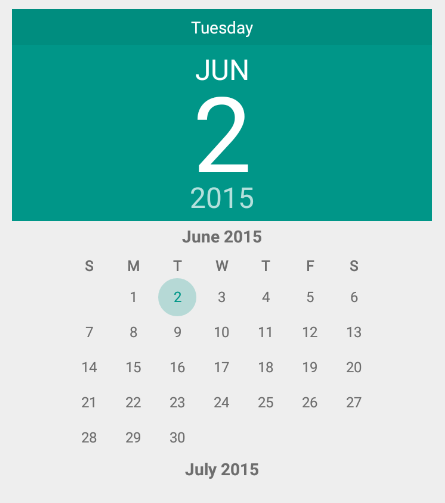 Tuesday
JUN
2
2015
June 2015
S M T W T F S
1 2 3 4 5 6
7 8 9 10 11 12 13
14 15 16 17 18 19 20
21 22 23 24 25 26 27
28 29 30
July 2015